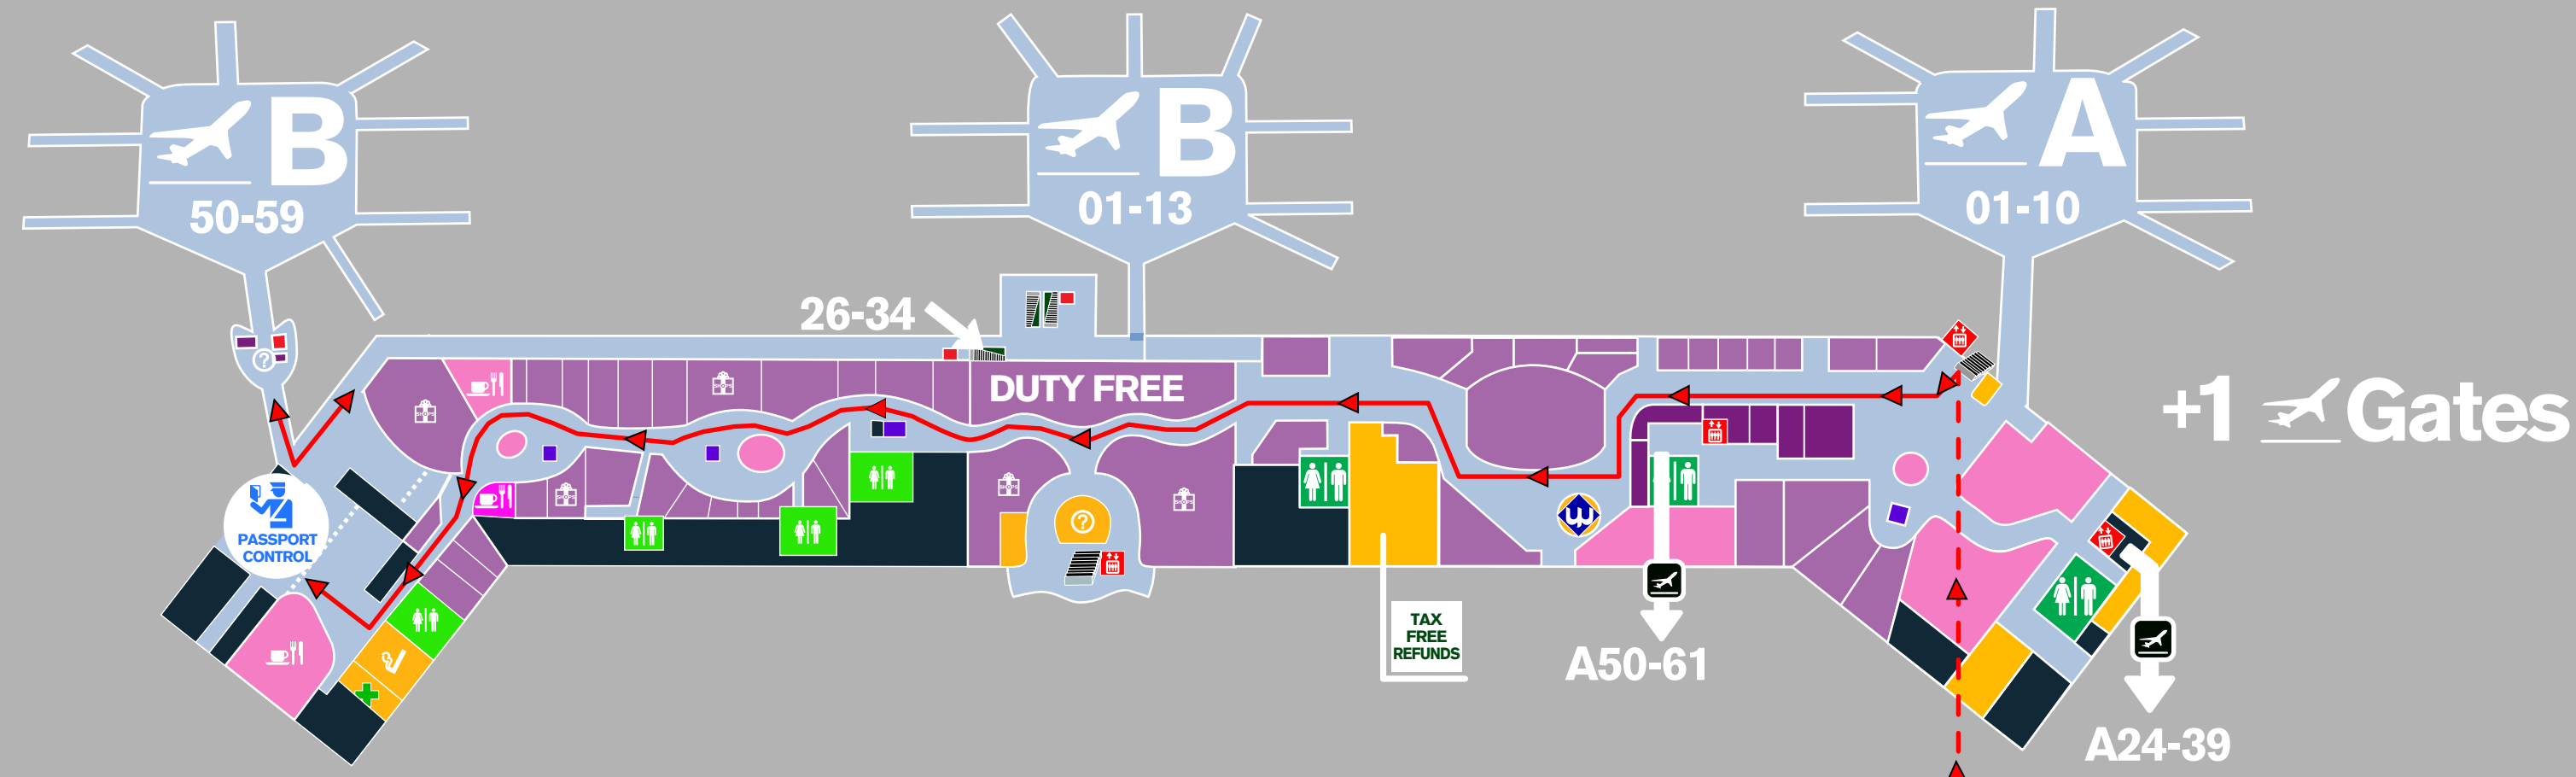 B
50-59
B
01-13
A
01-10
26-34
DUTY FREE
+1 Gates
PASSPORT
CONTROL
?
?
TAX
FREE
REFUNDS
A50-61
A24-39